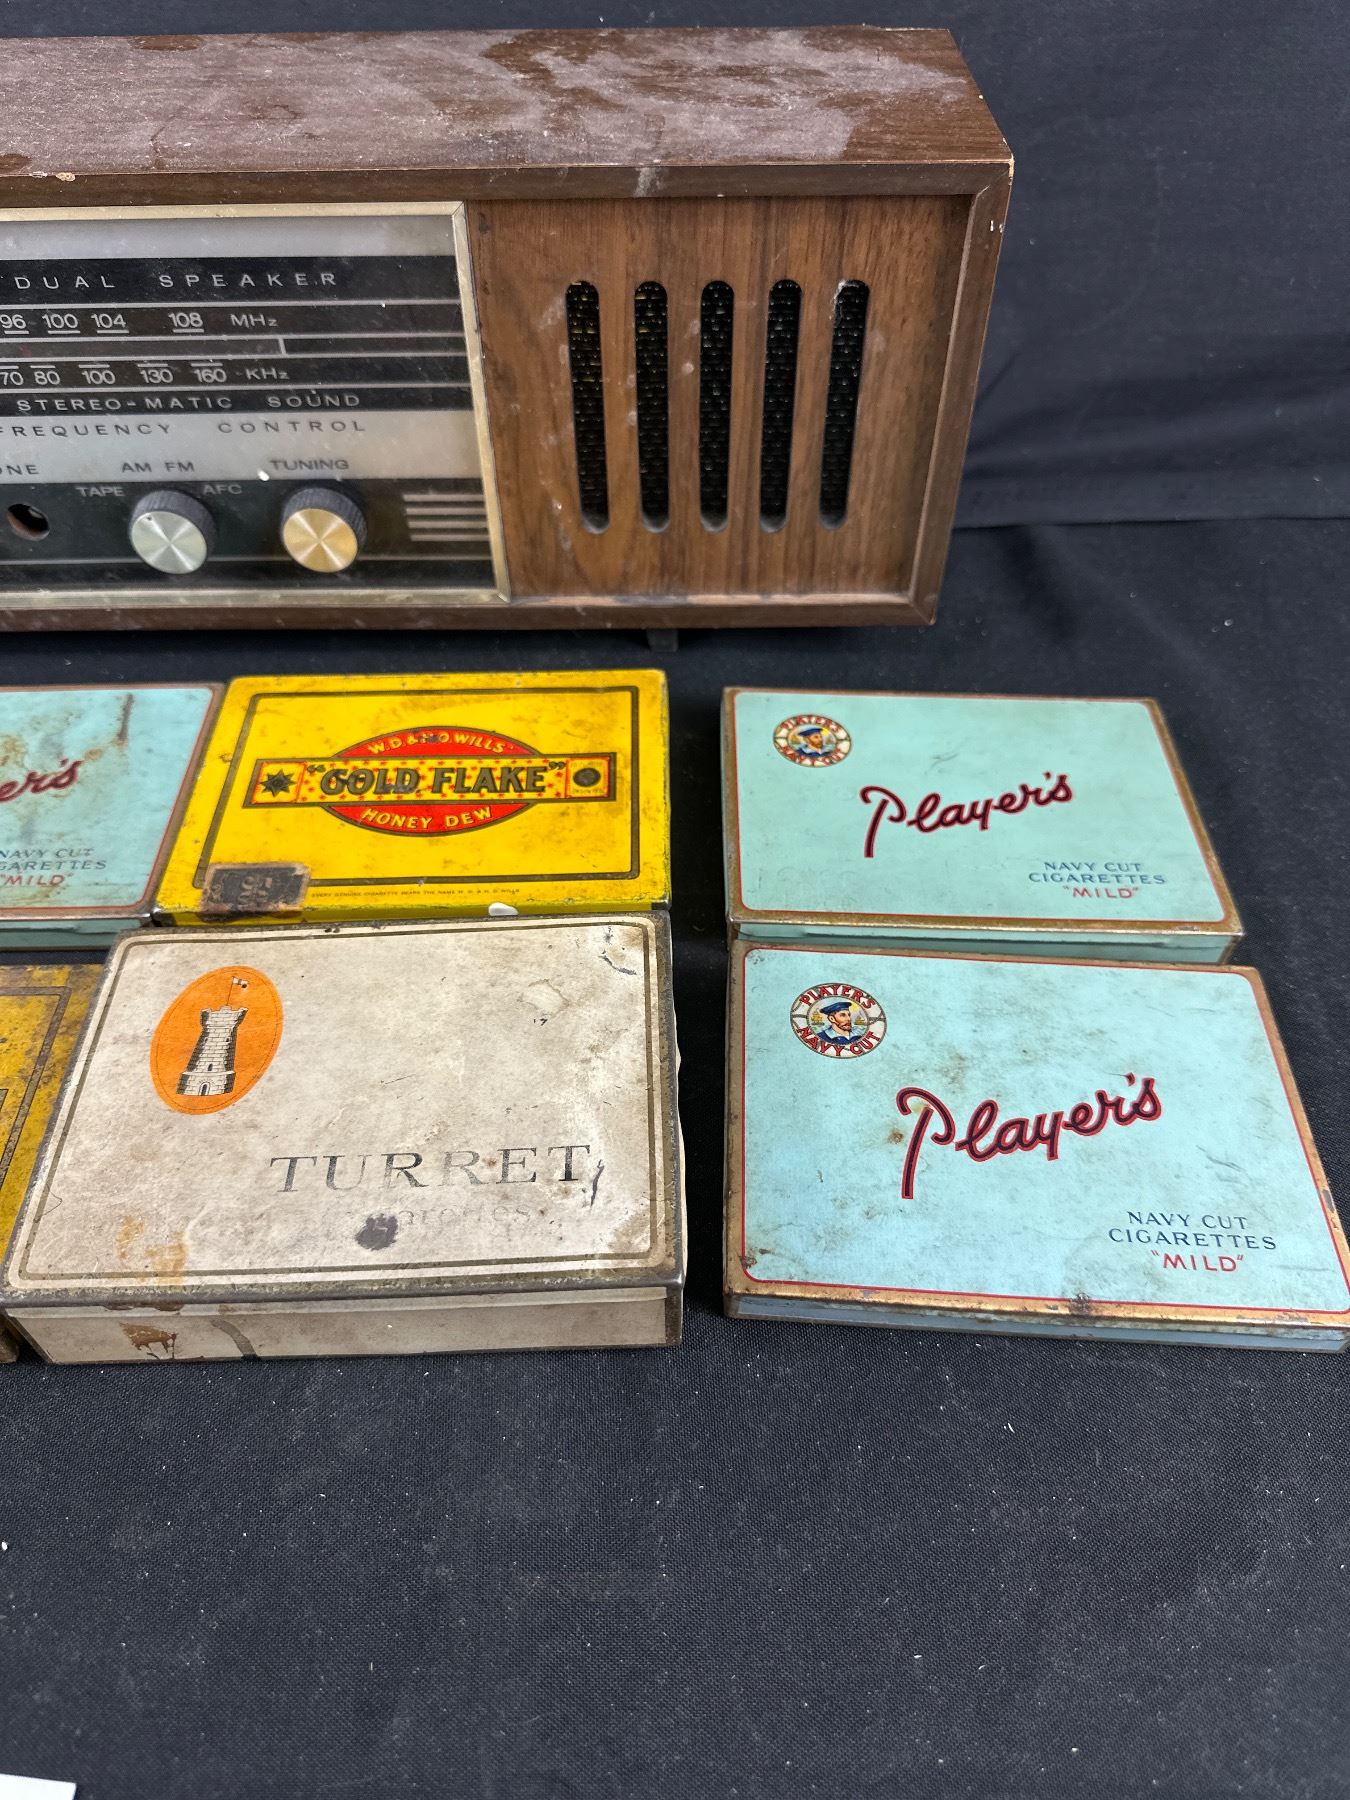 DUAL SPEAKER
96 100 104 108 MHz
70 80 100 130 160 KHz
STEREO-MATIC SOUND
FREQUENCY CONTROL
AM FM TUNING
TAPE AFC
NAVY CUT
"MILD"
W.D. & H.O. WILLS'
"GOLD FLAKE"
HONEY DEW
PLAYER'S
NAVY CUT
Player's
NAVY CUT
CIGARETTES
"MILD"
TURRET
Cigarettes
PLAYER'S
NAVY CUT
Player's
NAVY CUT
CIGARETTES
"MILD"